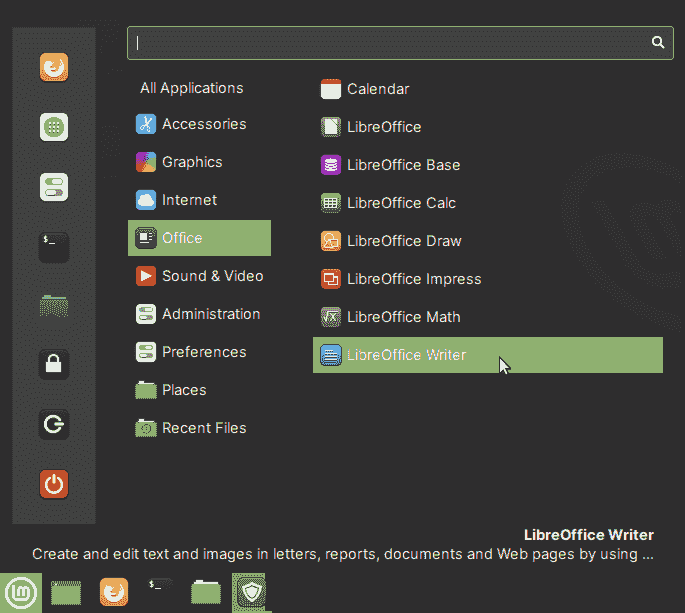 All Applications
Accessories
Graphics
Internet
Office
Sound & Video
Administration
Preferences
Places
Recent Files
Calendar
LibreOffice
LibreOffice Base
LibreOffice Calc
LibreOffice Draw
LibreOffice Impress
LibreOffice Math
LibreOffice Writer
LibreOffice Writer
Create and edit text and images in letters, reports, documents and Web pages by using ...